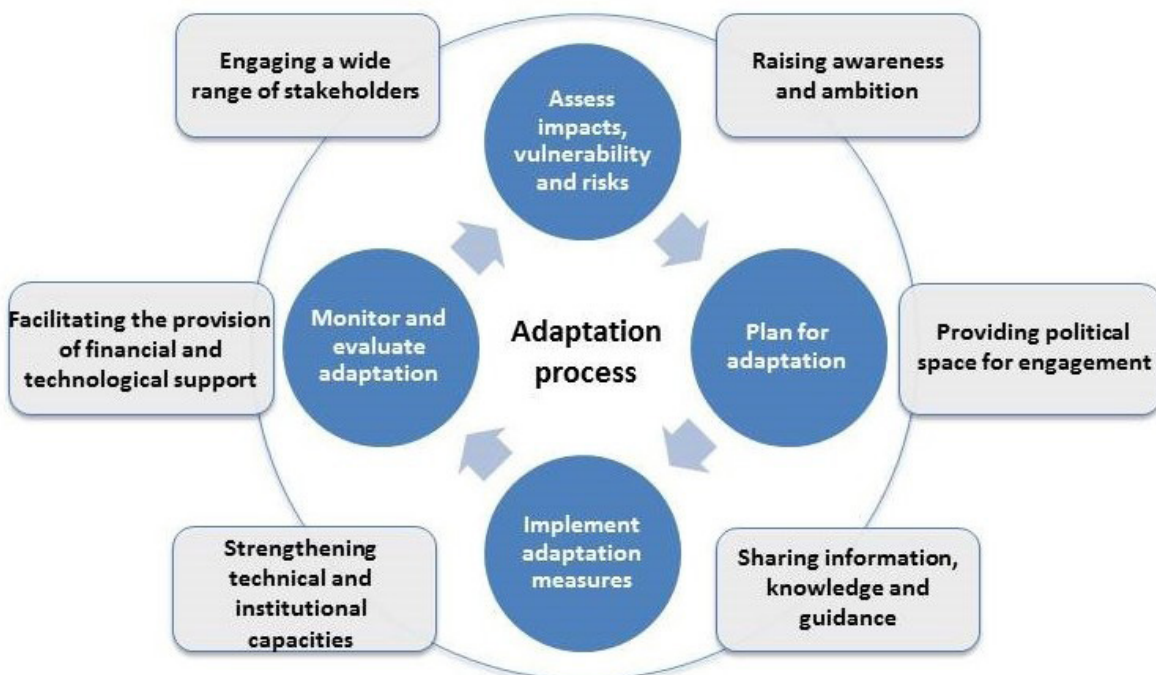 Engaging a wide
range of stakeholders
Raising awareness
and ambition
Assess
impacts,
vulnerability
and risks
Facilitating the provision
of financial and
technological support
Monitor and
evaluate
adaptation
Adaptation
process
Plan for
adaptation
Providing political
space for engagement
Implement
adaptation
measures
Strengthening
technical and
institutional
capacities
Sharing information,
knowledge and
guidance